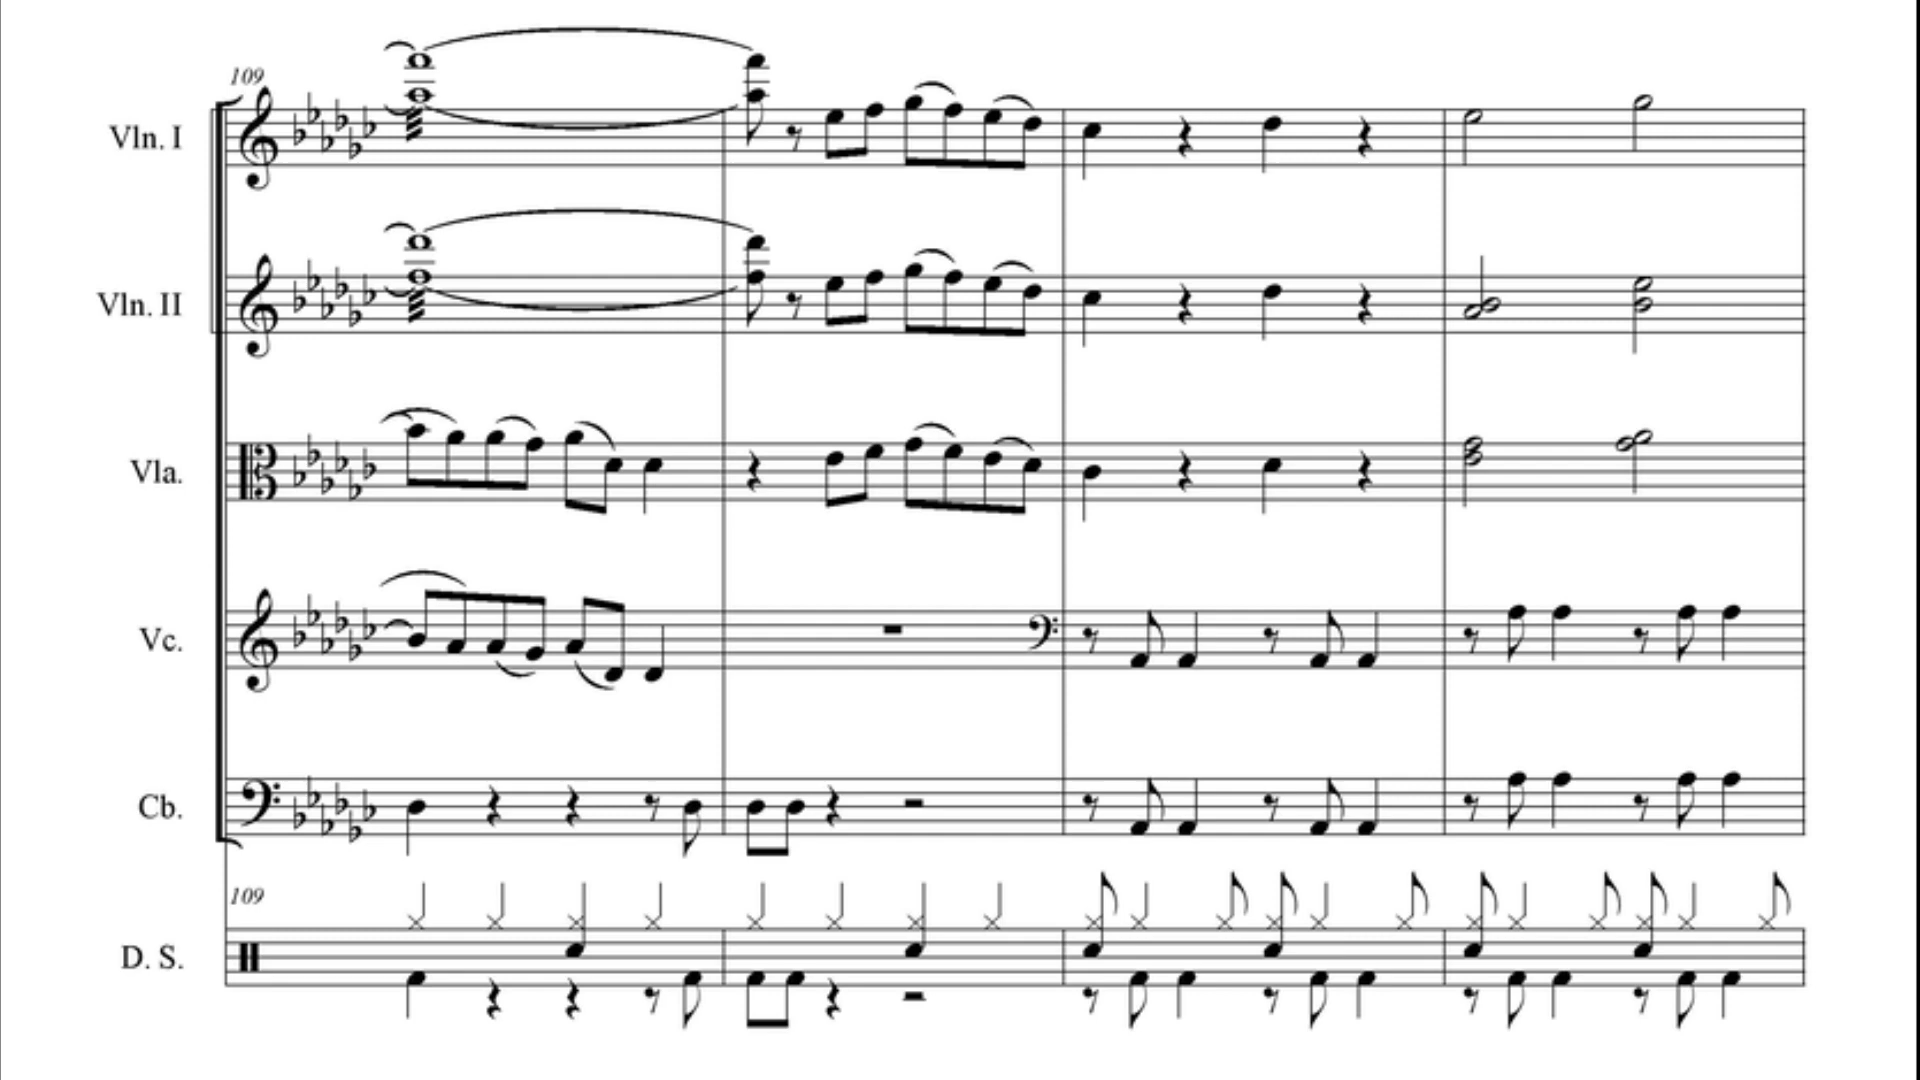 109
Vln. I
Vln. II
Vla.
Vc.
Cb.
109
D. S.